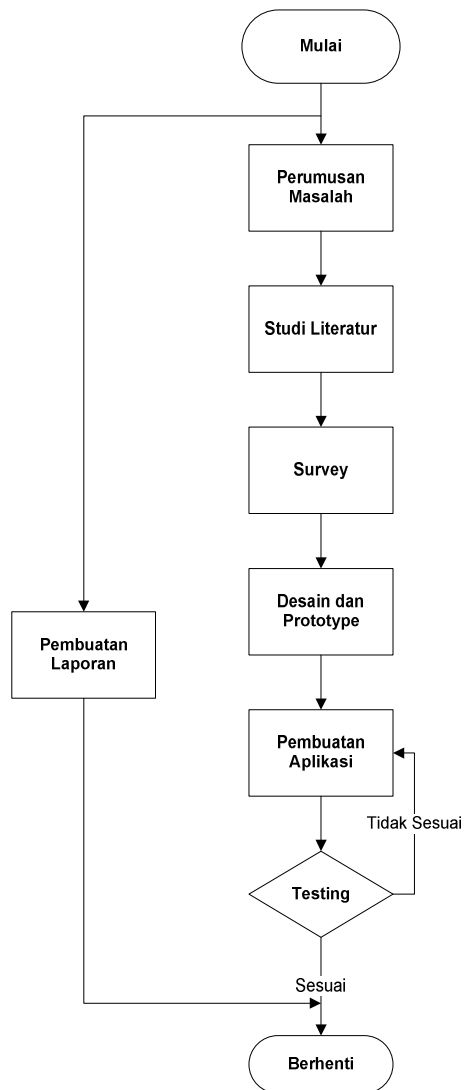 Mulai
Perumusan
Masalah
Studi Literatur
Survey
Desain dan
Prototype
Pembuatan
Laporan
Pembuatan
Aplikasi
Tidak Sesuai
Testing
Sesuai
Berhenti